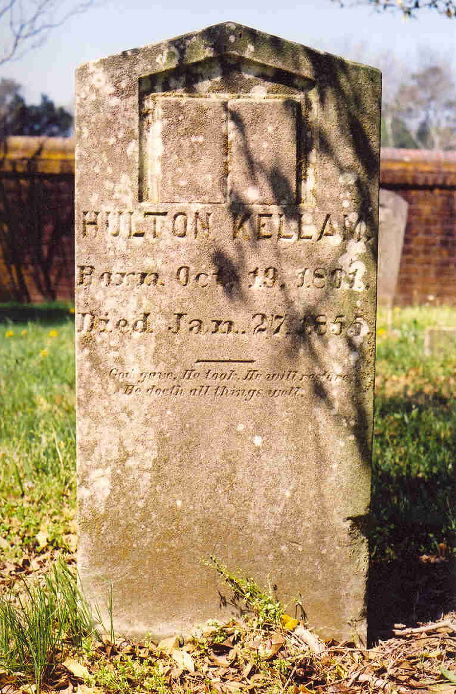 HULTON KELLAM.
Born Oct. 19. 1801.
Died Jan. 27. 1855.
God gave, He took, He will restore.
He doeth all things well.